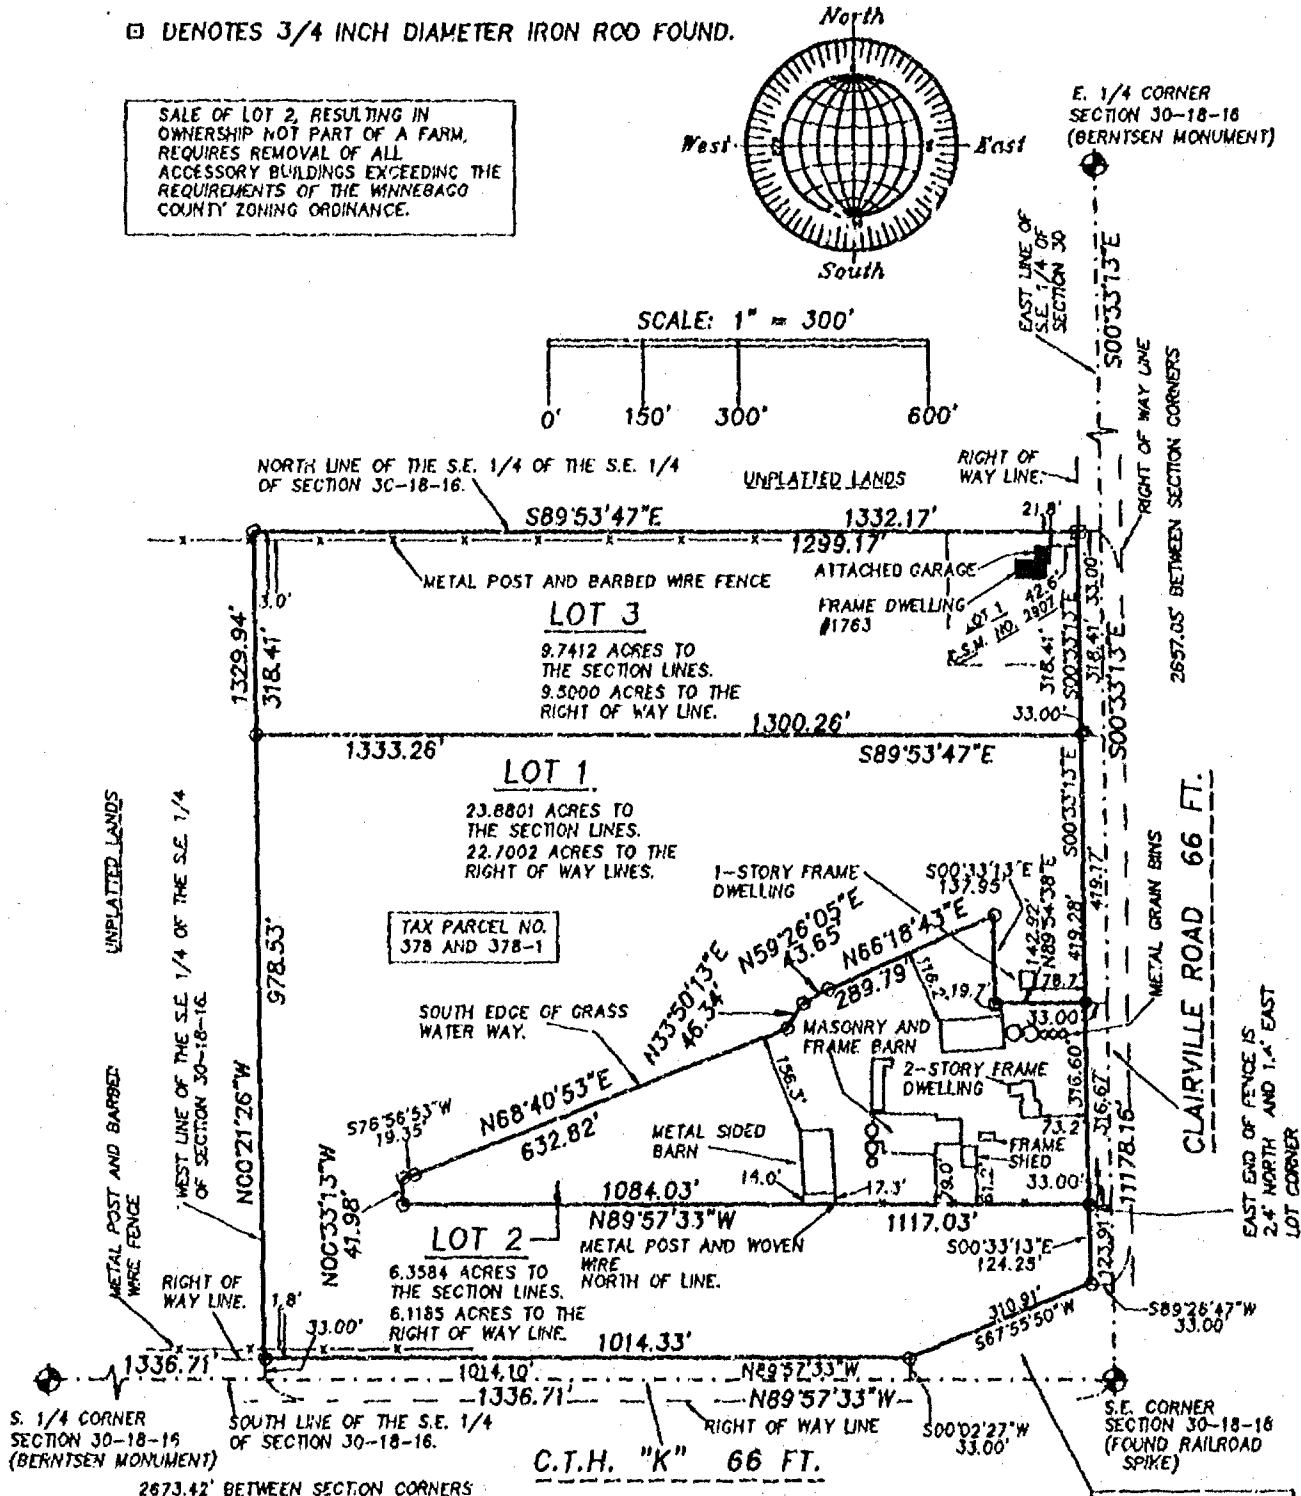 DENOTES 3/4 INCH DIAMETER IRON ROD FOUND.
SALE OF LOT 2, RESULTING IN
OWNERSHIP NOT PART OF A FARM,
REQUIRES REMOVAL OF ALL
ACCESSORY BUILDINGS EXCEEDING THE
REQUIREMENTS OF THE WINNEBAGO
COUNTY ZONING ORDINANCE.
North
West
East
South
E. 1/4 CORNER
SECTION 30-18-16
(BERNTSEN MONUMENT)
EAST LINE OF
S.E. 1/4 OF
SECTION 30
S00°33'13"E
RIGHT OF WAY LINE
2657.05' BETWEEN SECTION CORNERS
SCALE: 1" = 300'
0' 150' 300' 600'
NORTH LINE OF THE S.E. 1/4 OF THE S.E. 1/4
OF SECTION 30-18-16.
UNPLATTED LANDS
RIGHT OF
WAY LINE.
S89°53'47"E
1332.17'
21.8'
1299.17'
METAL POST AND BARBED WIRE FENCE
ATTACHED GARAGE
FRAME DWELLING
#1763
42.6'
LOT 1
C.S.M. NO. 2907
3.0'
1329.94'
318.41'
LOT 3
9.7412 ACRES TO
THE SECTION LINES.
9.5000 ACRES TO THE
RIGHT OF WAY LINE.
318.41'
S00°33'13"E
33.00'
318.41'
S00°33'13"E
33.00'
1300.26'
1333.26'
S89°53'47"E
LOT 1
23.8801 ACRES TO
THE SECTION LINES.
22.7002 ACRES TO THE
RIGHT OF WAY LINES.
TAX PARCEL NO.
378 AND 378-1
UNPLATTED LANDS
WEST LINE OF THE S.E. 1/4 OF THE S.E. 1/4
OF SECTION 30-18-16.
978.53'
N00°21'26"W
METAL POST AND BARBED
WIRE FENCE
1-STORY FRAME
DWELLING
S00°33'13"E
137.95'
142.92'
N89°54'38"E
S00°33'13"E
419.28'
419.17'
METAL GRAIN BINS
CLAIRVILLE ROAD 66 FT.
SOUTH EDGE OF GRASS
WATER WAY.
N33°50'13"E
46.34'
N59°26'05"E
43.65'
N66°18'43"E
289.79'
19.7'
78.7'
33.00'
MASONRY AND
FRAME BARN
2-STORY FRAME
DWELLING
316.60'
316.67'
73.2'
156.3'
S76°56'53"W
19.35'
N68°40'53"E
632.82'
METAL SIDED
BARN
FRAME
SHED
N00°33'13"W
41.98'
14.0'
17.3'
79.0'
61.2'
33.00'
1084.03'
N89°57'33"W
1117.03'
1178.16'
EAST END OF FENCE IS
2.4' NORTH AND 1.4' EAST
LOT CORNER
LOT 2
6.3584 ACRES TO
THE SECTION LINES.
6.1185 ACRES TO THE
RIGHT OF WAY LINE.
METAL POST AND WOVEN
WIRE
NORTH OF LINE.
S00°33'13"E
124.25'
123.91'
310.91'
S67°55'50"W
S89°26'47"W
33.00'
RIGHT OF
WAY LINE.
1.8'
33.00'
1336.71'
1014.33'
1014.10'
N89°57'33"W
1336.71'
N89°57'33"W
S. 1/4 CORNER
SECTION 30-18-16
(BERNTSEN MONUMENT)
SOUTH LINE OF THE S.E. 1/4
OF SECTION 30-18-16.
RIGHT OF WAY LINE
S00°02'27"W
33.00'
S.E. CORNER
SECTION 30-18-16
(FOUND RAILROAD
SPIKE)
C.T.H. "K" 66 FT.
2673.42' BETWEEN SECTION CORNERS